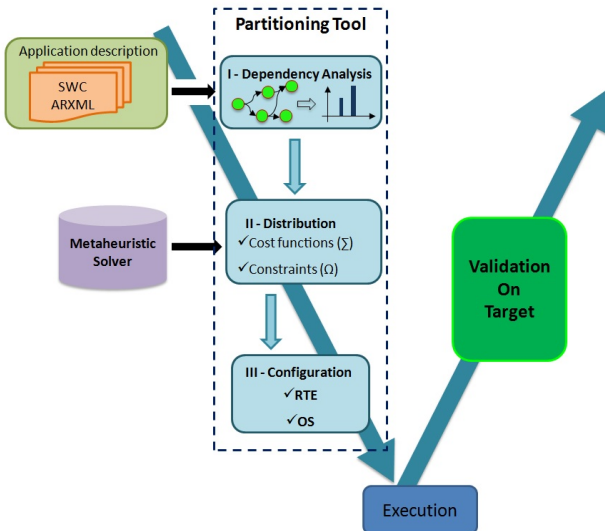 Partitioning Tool
Application description
SWC
ARXML
I - Dependency Analysis
II - Distribution
✓Cost functions (∑)
✓Constraints (Ω)
Metaheuristic
Solver
Validation
On
Target
III - Configuration
✓RTE
✓OS
Execution